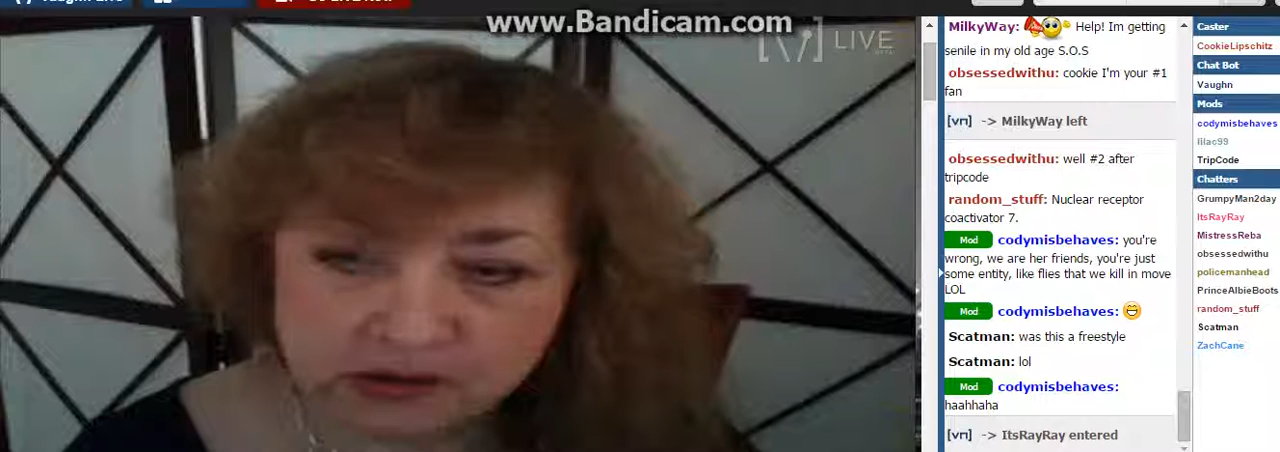 www.Bandicam.com
LIVE
MilkyWay: Help! Im getting
senile in my old age S.O.S
obsessedwithu: cookie I'm your #1
fan
-> MilkyWay left
obsessedwithu: well #2 after
tripcode
random_stuff: Nuclear receptor
coactivator 7.
Mod codymisbehaves: you're
wrong, we are her friends, you're just
some entity, like flies that we kill in move
LOL
Mod codymisbehaves:
Scatman: was this a freestyle
Scatman: lol
Mod codymisbehaves:
haahhaha
-> ItsRayRay entered
Caster
CookieLipschitz
Chat Bot
Vaughn
Mods
codymisbehaves
lilac99
TripCode
Chatters
GrumpyMan2day
ItsRayRay
MistressReba
obsessedwithu
policemanhead
PrinceAlbieBoots
random_stuff
Scatman
ZachCane